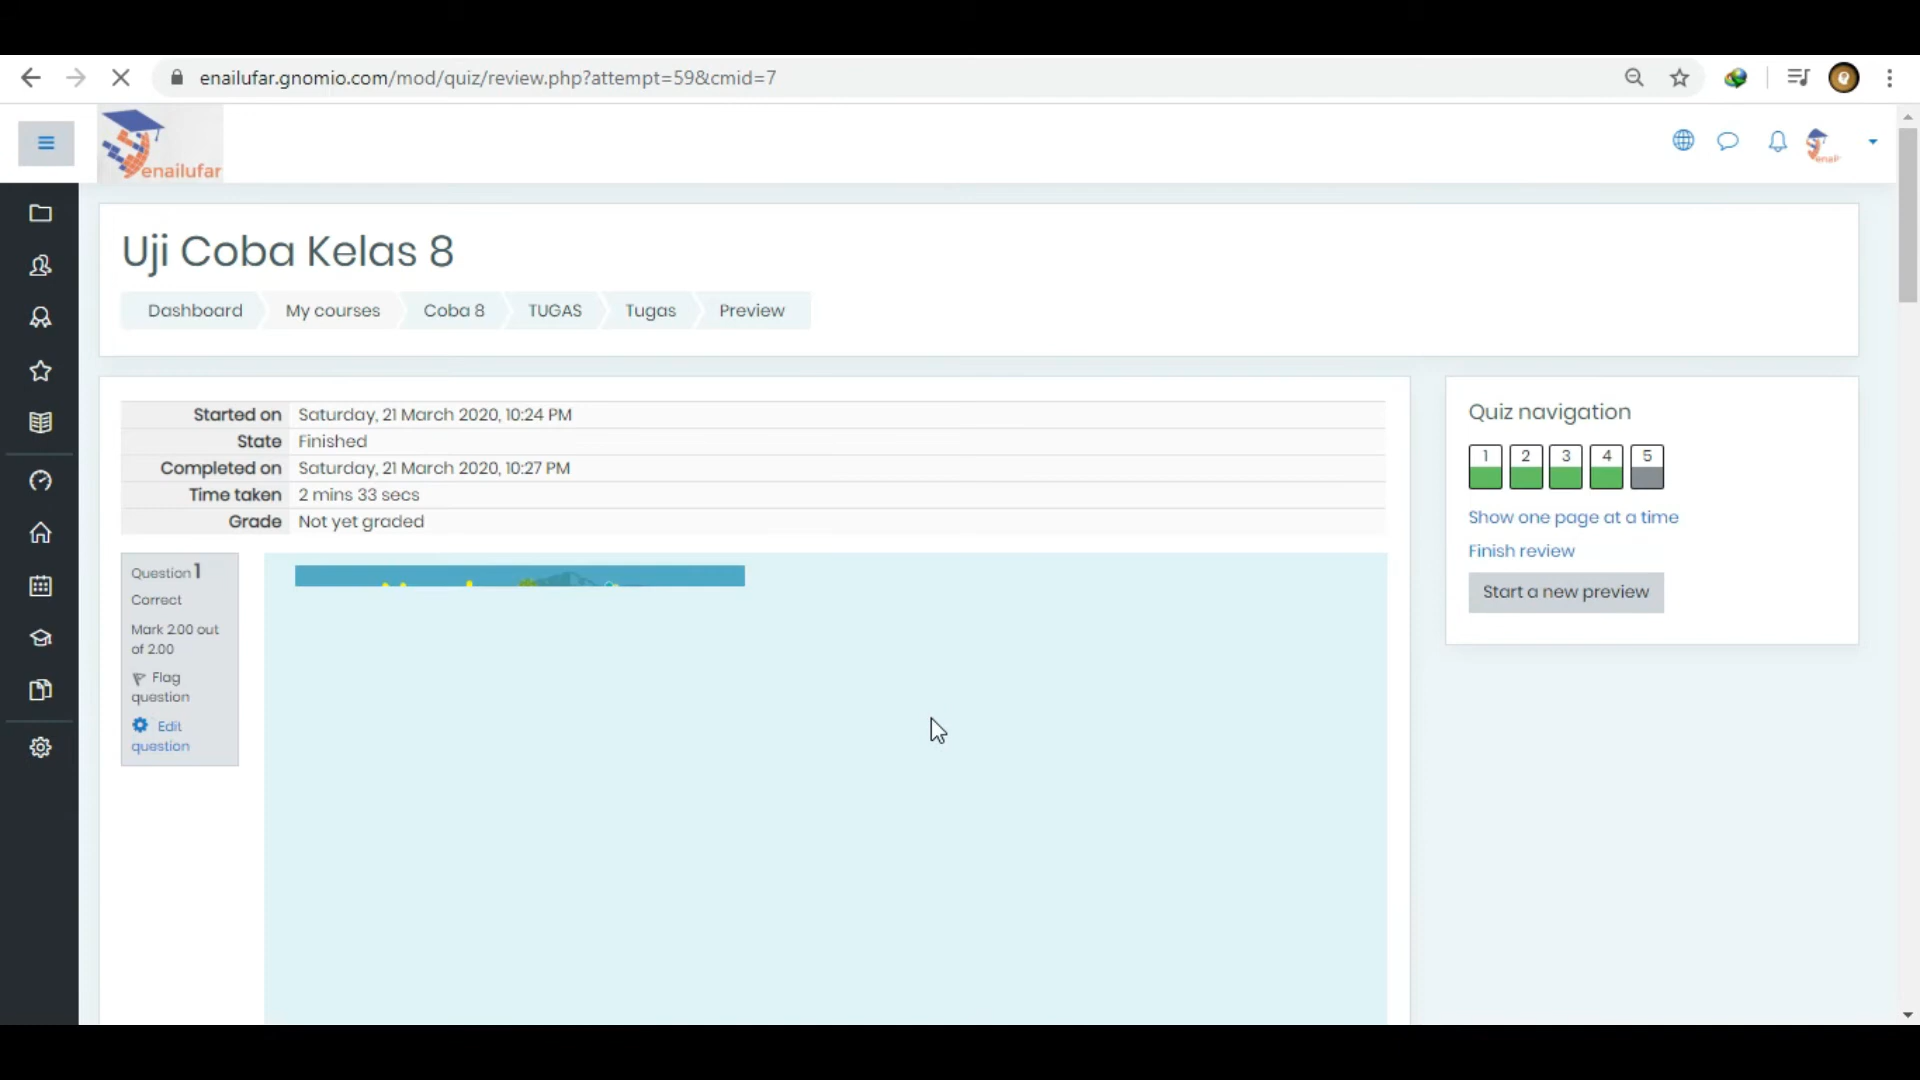 enailufar.gnomio.com/mod/quiz/review.php?attempt=59&cmid=7
enailufar
Uji Coba Kelas 8
Dashboard
My courses
Coba 8
TUGAS
Tugas
Preview
Started on Saturday, 21 March 2020, 10:24 PM
State Finished
Completed on Saturday, 21 March 2020, 10:27 PM
Time taken 2 mins 33 secs
Grade Not yet graded
Question 1
Correct
Mark 2.00 out
of 2.00
Flag
question
Edit
question
Quiz navigation
1 2 3 4 5
Show one page at a time
Finish review
Start a new preview